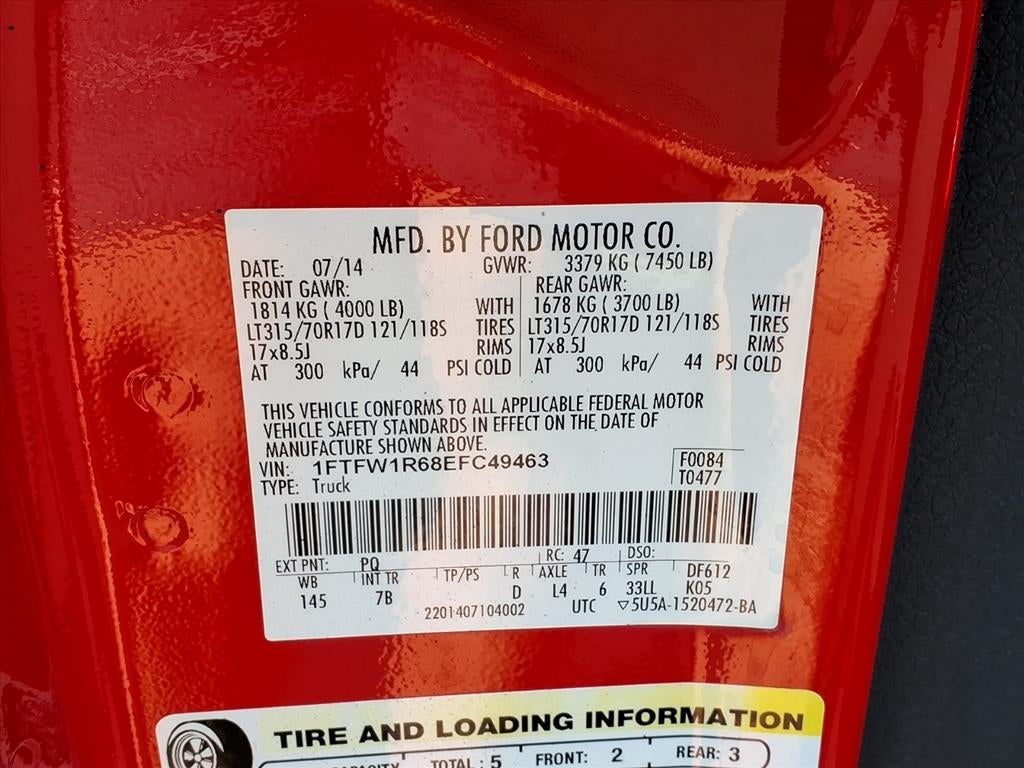 MFD. BY FORD MOTOR CO.
DATE: 07/14 GVWR: 3379 KG ( 7450 LB)
FRONT GAWR: REAR GAWR:
1814 KG ( 4000 LB) WITH 1678 KG ( 3700 LB) WITH
LT315/70R17D 121/118S TIRES LT315/70R17D 121/118S TIRES
17x8.5J RIMS 17x8.5J RIMS
AT 300 kPa/ 44 PSI COLD AT 300 kPa/ 44 PSI COLD
THIS VEHICLE CONFORMS TO ALL APPLICABLE FEDERAL MOTOR
VEHICLE SAFETY STANDARDS IN EFFECT ON THE DATE OF
MANUFACTURE SHOWN ABOVE.
VIN: 1FTFW1R68EFC49463 F0084
TYPE: Truck T0477
EXT PNT: PQ RC: 47 DSO:
WB INT TR TP/PS R AXLE TR SPR DF612
145 7B D L4 6 33LL K05
2201407104002 UTC ▽5U5A-1520472-BA
TIRE AND LOADING INFORMATION
TOTAL : 5 FRONT: 2 REAR: 3